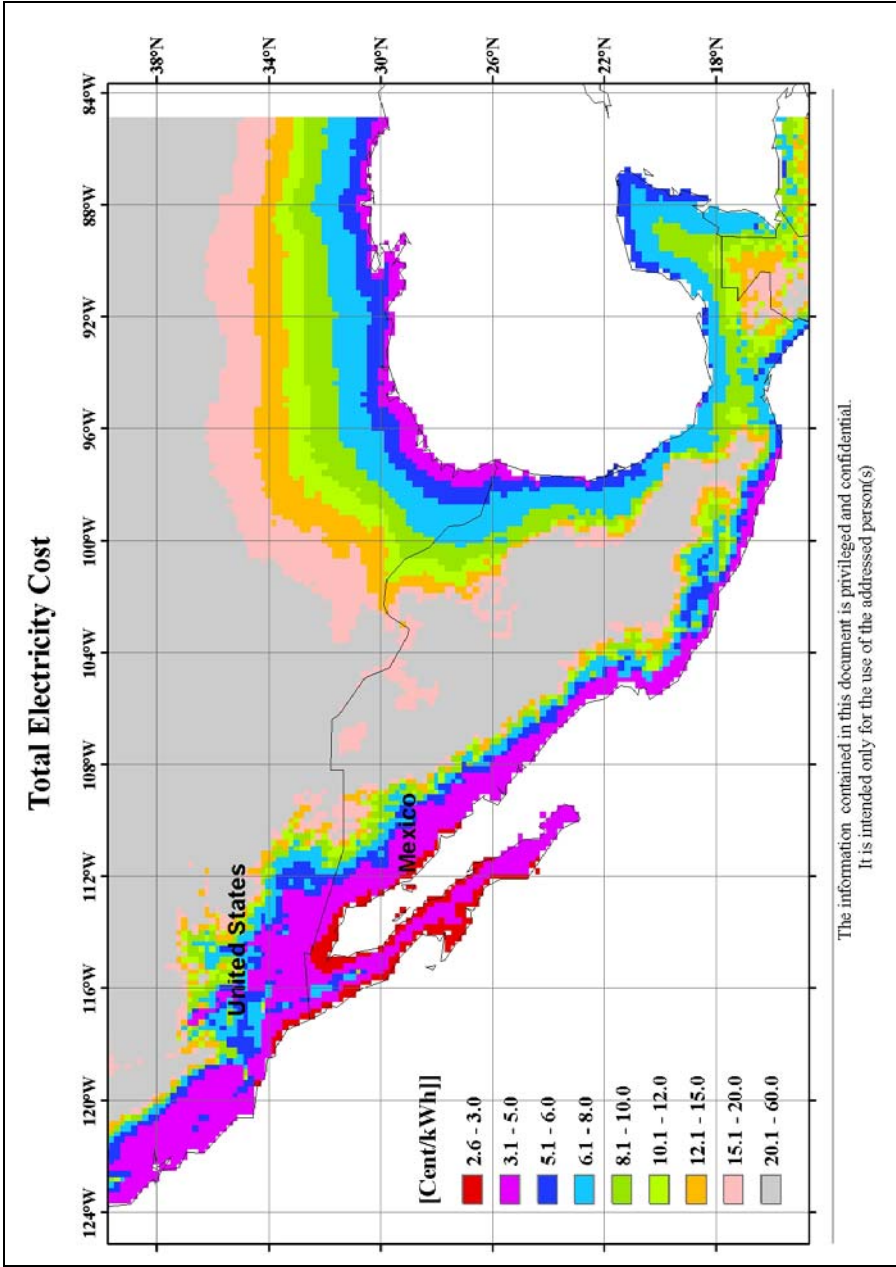 Total Electricity Cost
124°W
120°W
116°W
112°W
108°W
104°W
100°W
96°W
92°W
88°W
84°W
38°N
34°N
30°N
26°N
22°N
18°N
United States
Mexico
[Cent/kWh]]
2.6 - 3.0
3.1 - 5.0
5.1 - 6.0
6.1 - 8.0
8.1 - 10.0
10.1 - 12.0
12.1 - 15.0
15.1 - 20.0
20.1 - 60.0
The information contained in this document is privileged and confidential.
It is intended only for the use of the addressed person(s)